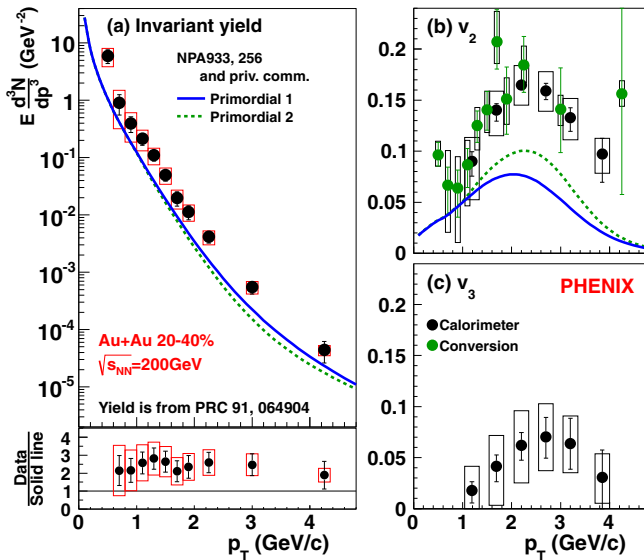 (a) Invariant yield
NPA933, 256
and priv. comm.
Primordial 1
Primordial 2
E d³N/dp³ (GeV⁻²)
10
1
10⁻¹
10⁻²
10⁻³
10⁻⁴
10⁻⁵
Au+Au 20-40%
√sNN=200GeV
Yield is from PRC 91, 064904
Data
Solid line
5
4
3
2
1
0
0 1 2 3 4
pT (GeV/c)
(b) v2
0.2
0.15
0.1
0.05
0
(c) v3
PHENIX
Calorimeter
Conversion
0.2
0.15
0.1
0.05
0
0 1 2 3 4
pT (GeV/c)